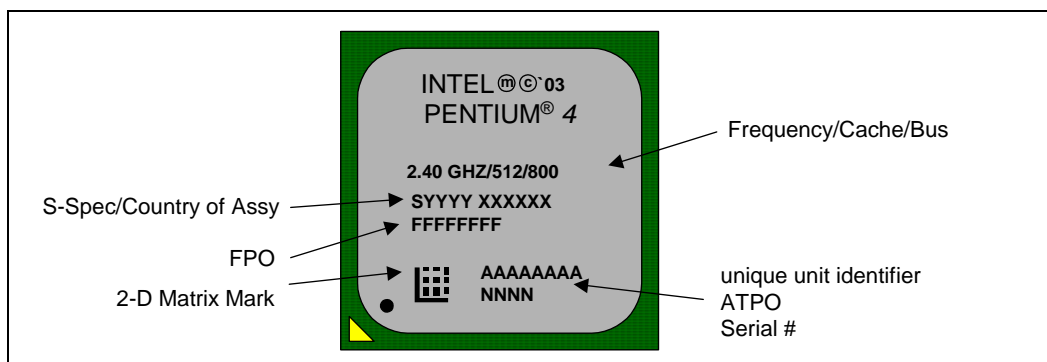 INTEL ⓜ©`03
PENTIUM® 4
Frequency/Cache/Bus
2.40 GHZ/512/800
S-Spec/Country of Assy
SYYYY XXXXXX
FFFFFFFF
FPO
2-D Matrix Mark
AAAAAAAA
NNNN
unique unit identifier
ATPO
Serial #